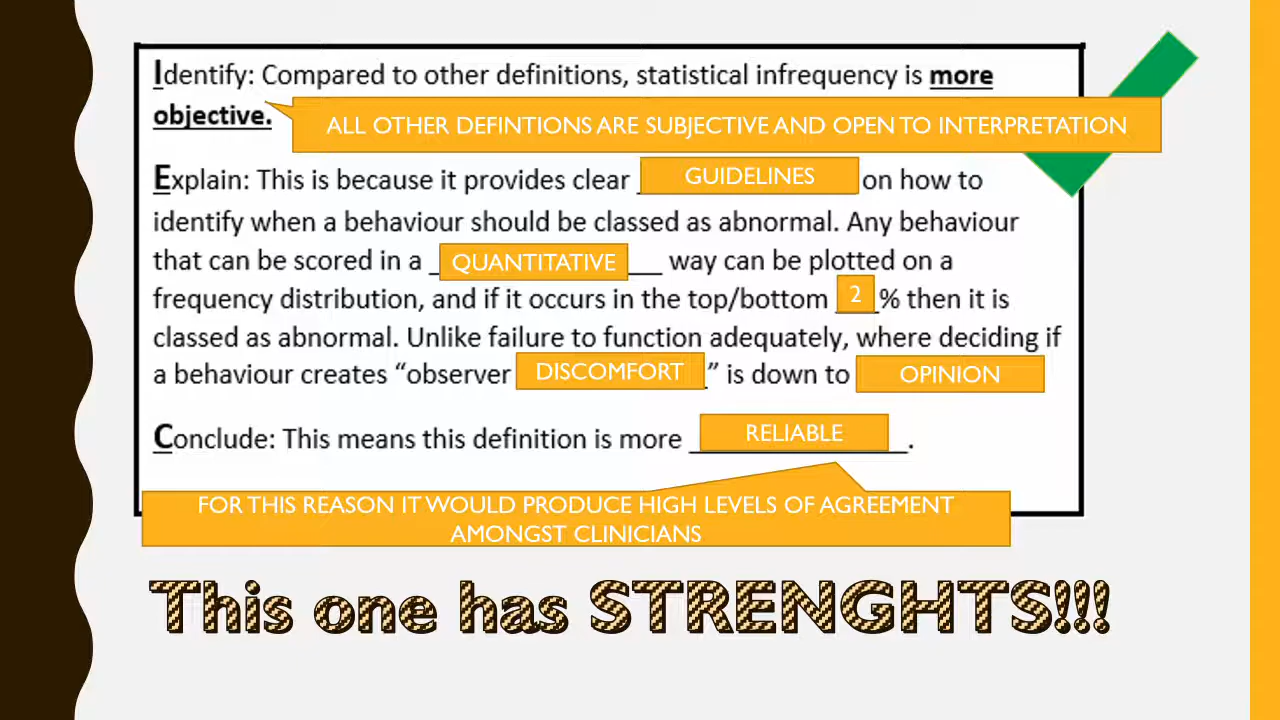 Identify: Compared to other definitions, statistical infrequency is more
objective.
ALL OTHER DEFINTIONS ARE SUBJECTIVE AND OPEN TO INTERPRETATION
Explain: This is because it provides clear GUIDELINES on how to
identify when a behaviour should be classed as abnormal. Any behaviour
that can be scored in a _ QUANTITATIVE __ way can be plotted on a
frequency distribution, and if it occurs in the top/bottom 2 % then it is
classed as abnormal. Unlike failure to function adequately, where deciding if
a behaviour creates “observer DISCOMFORT ” is down to OPINION
Conclude: This means this definition is more RELIABLE .
FOR THIS REASON IT WOULD PRODUCE HIGH LEVELS OF AGREEMENT
AMONGST CLINICIANS
This one has STRENGHTS!!!